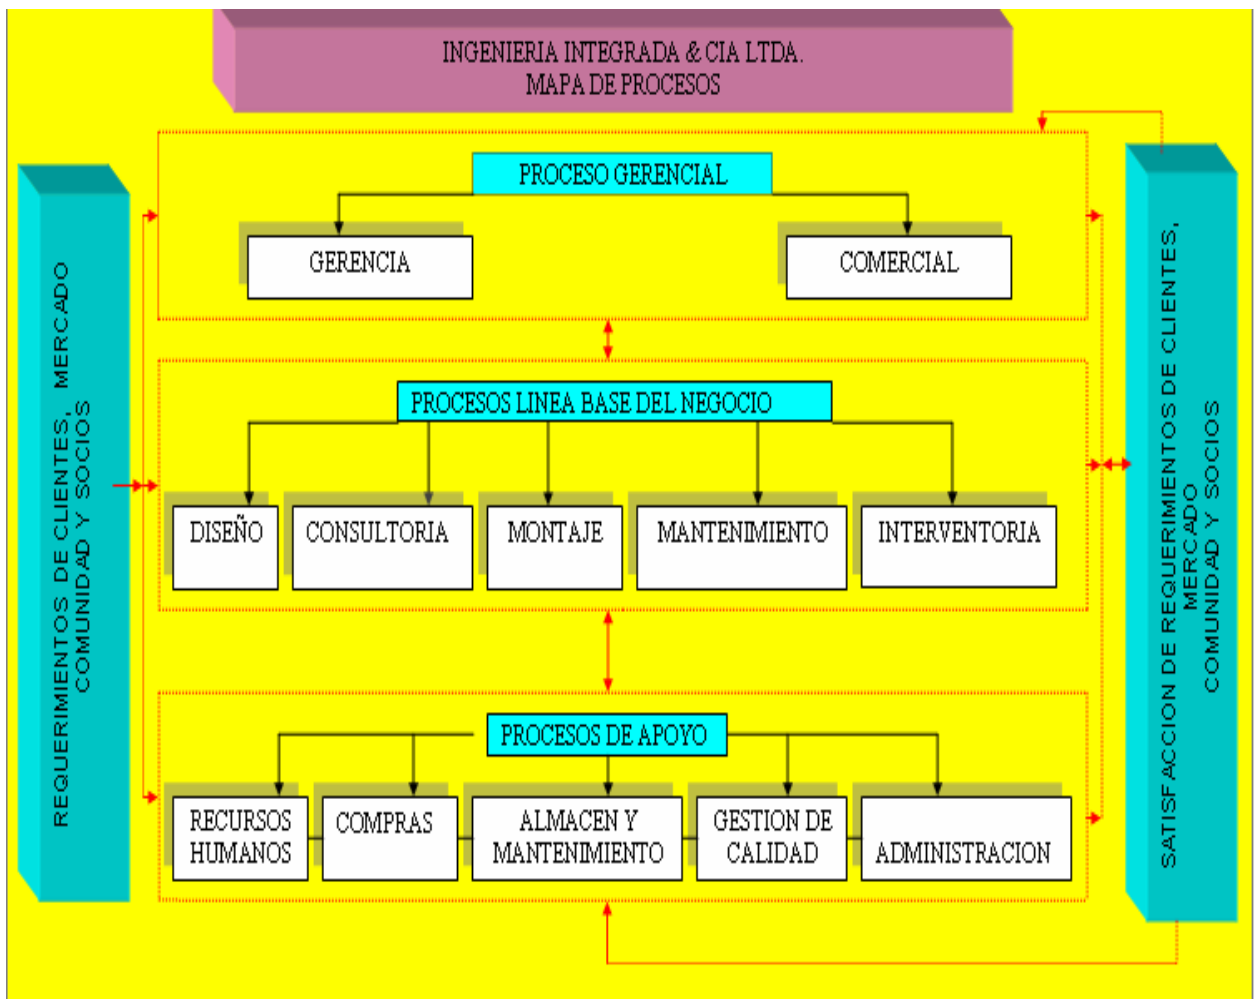 INGENIERIA INTEGRADA & CIA LTDA.
MAPA DE PROCESOS
REQUERIMIENTOS DE CLIENTES, MERCADO
COMUNIDAD Y SOCIOS
PROCESO GERENCIAL
GERENCIA
COMERCIAL
PROCESOS LINEA BASE DEL NEGOCIO
DISEÑO
CONSULTORIA
MONTAJE
MANTENIMIENTO
INTERVENTORIA
PROCESOS DE APOYO
RECURSOS
HUMANOS
COMPRAS
ALMACEN Y
MANTENIMIENTO
GESTION DE
CALIDAD
ADMINISTRACION
SATISFACCION DE REQUERIMIENTOS DE CLIENTES,
MERCADO
COMUNIDAD Y SOCIOS